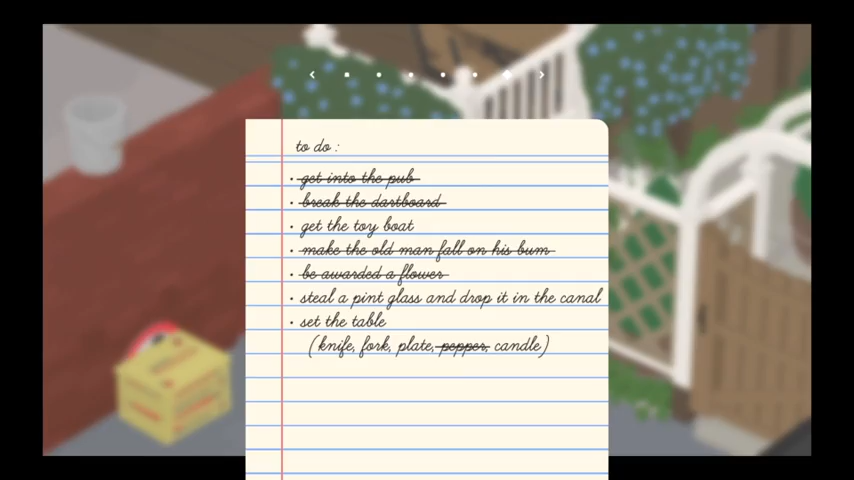 to do :
· get into the pub
· break the dartboard
· get the toy boat
· make the old man fall on his bum
· be awarded a flower
· steal a pint glass and drop it in the canal
· set the table
(knife, fork, plate, pepper, candle)